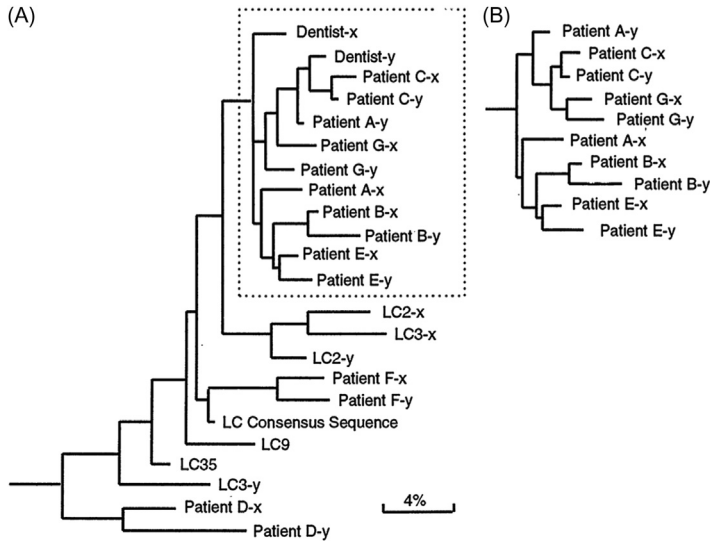 (A)
Dentist-x
Dentist-y
Patient C-x
Patient C-y
Patient A-y
Patient G-x
Patient G-y
Patient A-x
Patient B-x
Patient B-y
Patient E-x
Patient E-y
LC2-x
LC3-x
LC2-y
Patient F-x
Patient F-y
LC Consensus Sequence
LC9
LC35
LC3-y
Patient D-x
Patient D-y
4%
(B)
Patient A-y
Patient C-x
Patient C-y
Patient G-x
Patient G-y
Patient A-x
Patient B-x
Patient B-y
Patient E-x
Patient E-y